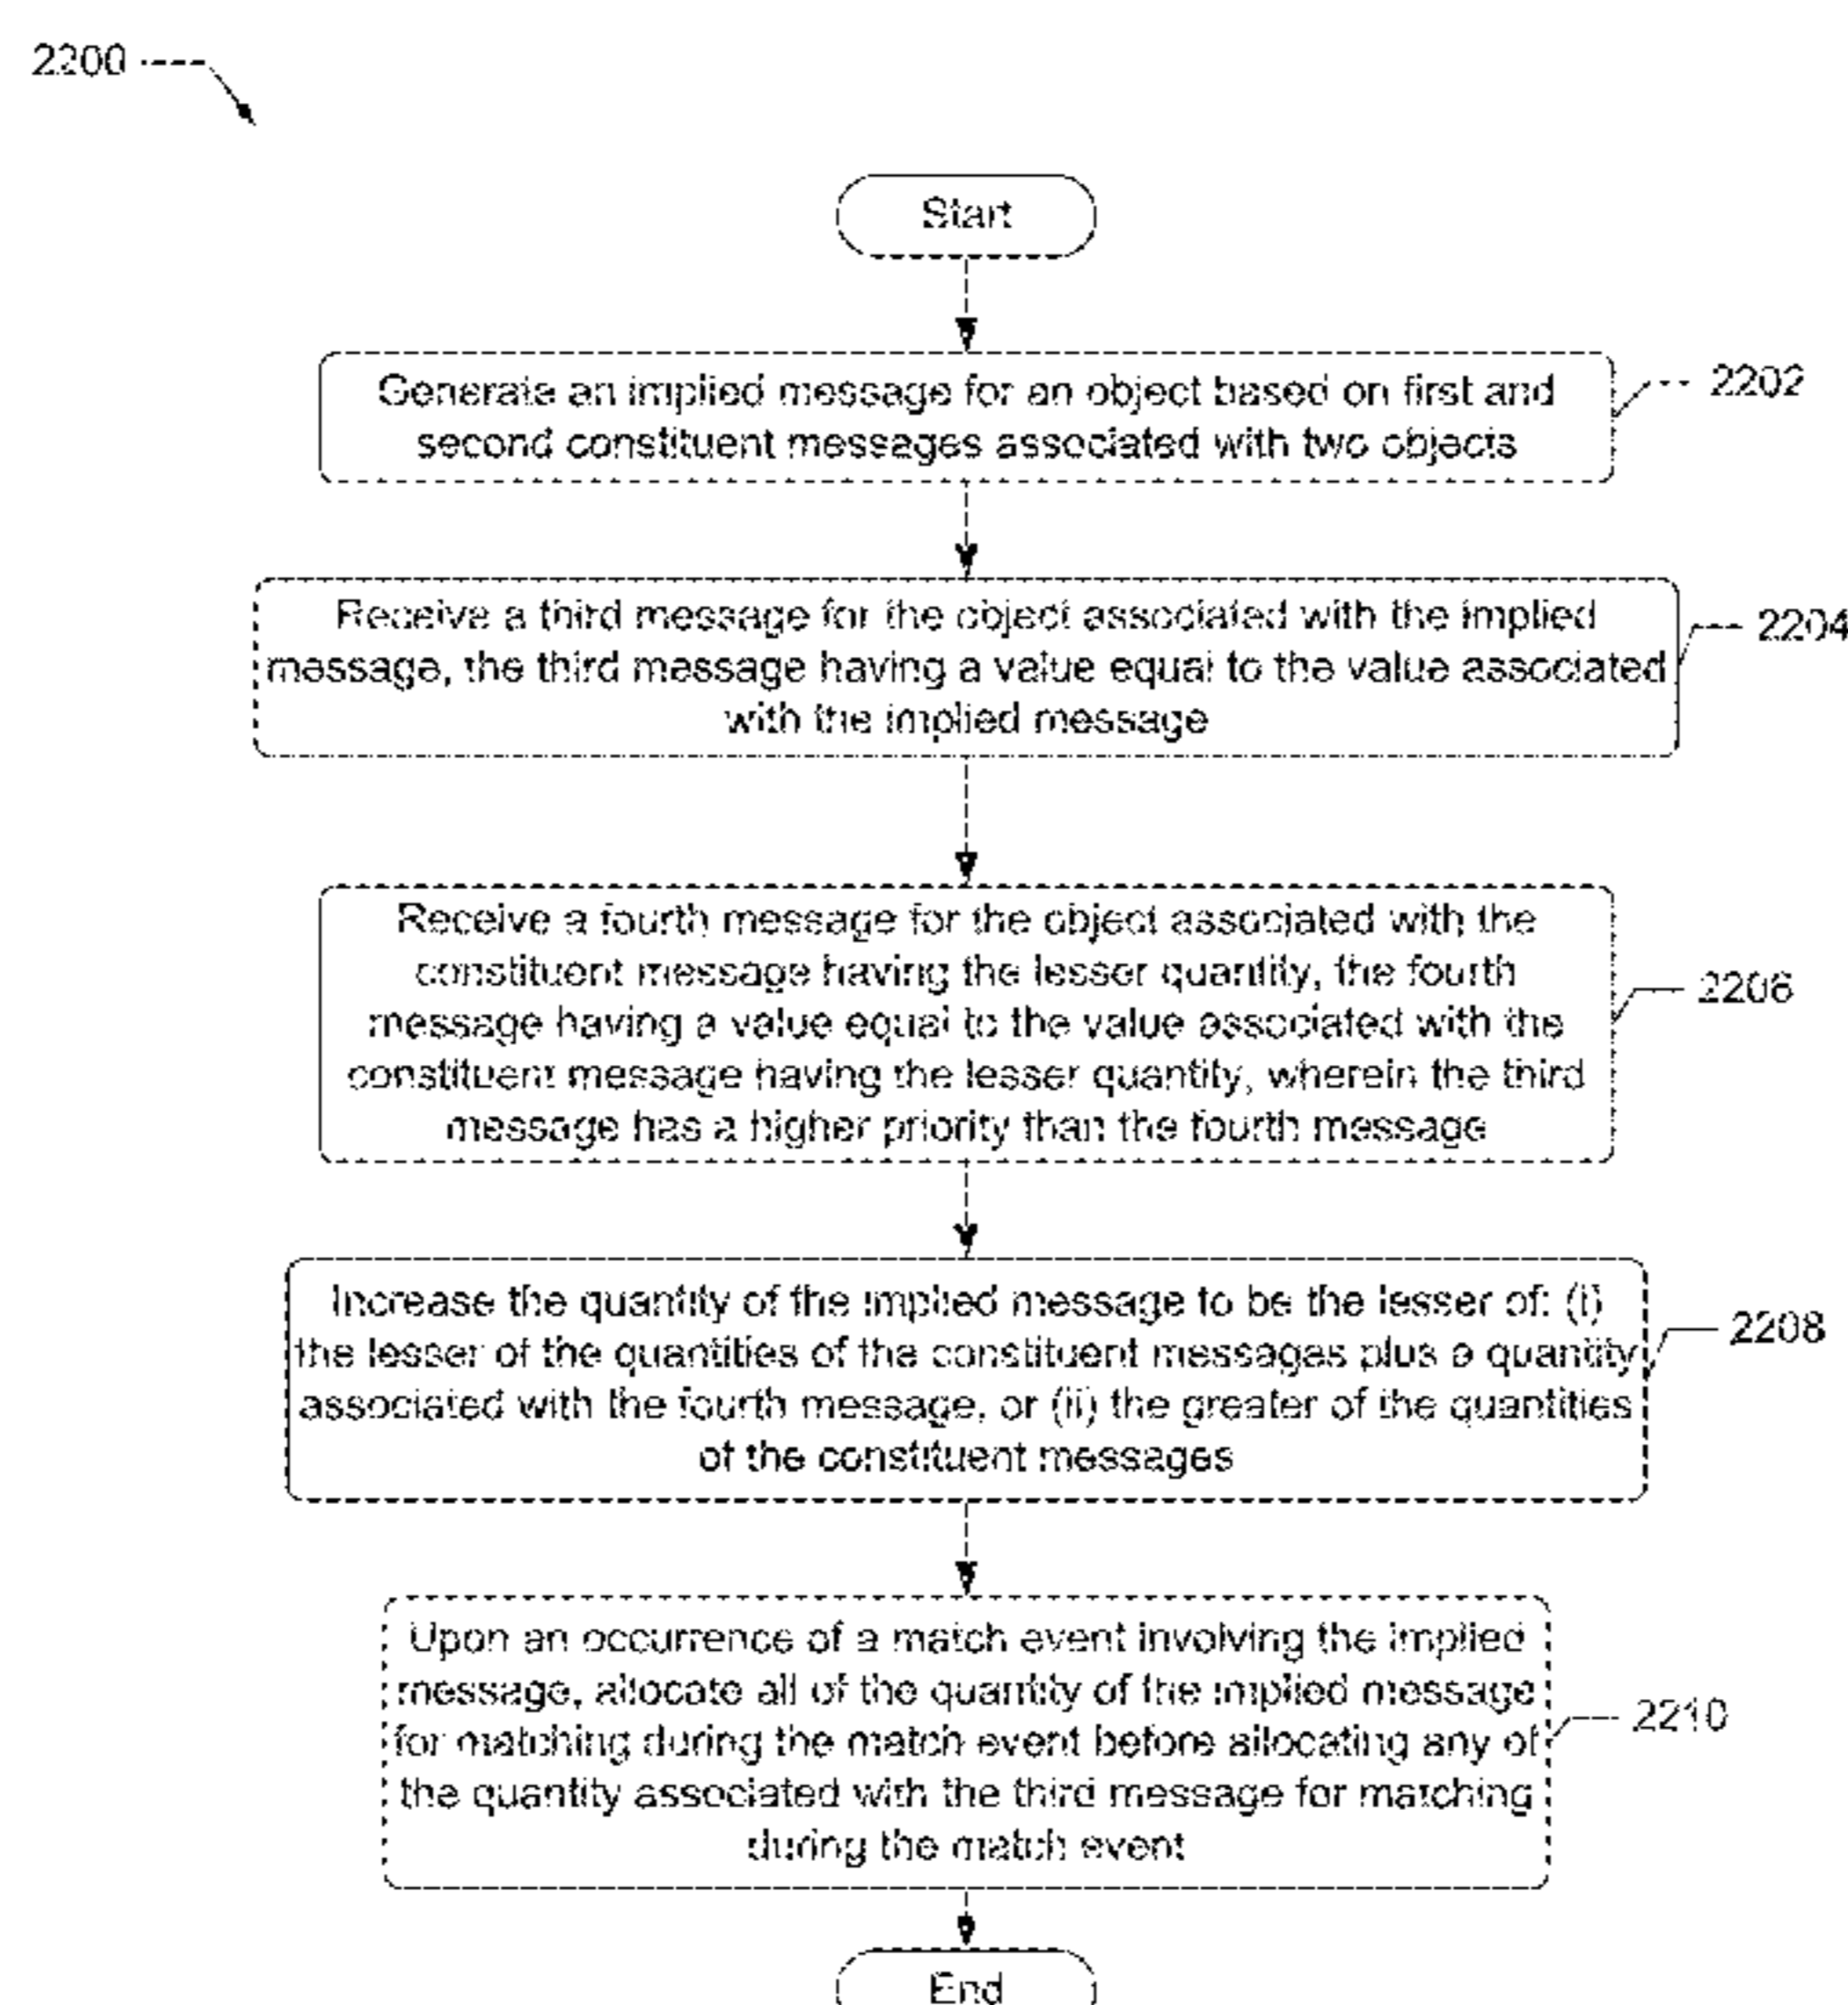 2200
Start
Generate an implied message for an object based on first and
second constituent messages associated with two objects
2202
Receive a third message for the object associated with the implied
message, the third message having a value equal to the value associated
with the implied message
2204
Receive a fourth message for the object associated with the
constituent message having the lesser quantity, the fourth
message having a value equal to the value associated with the
constituent message having the lesser quantity, wherein the third
message has a higher priority than the fourth message
2206
Increase the quantity of the implied message to be the lesser of: (i)
the lesser of the quantities of the constituent messages plus a quantity
associated with the fourth message, or (ii) the greater of the quantities
of the constituent messages
2208
Upon an occurrence of a match event involving the implied
message, allocate all of the quantity of the implied message
for matching during the match event before allocating any of
the quantity associated with the third message for matching
during the match event
2210
End